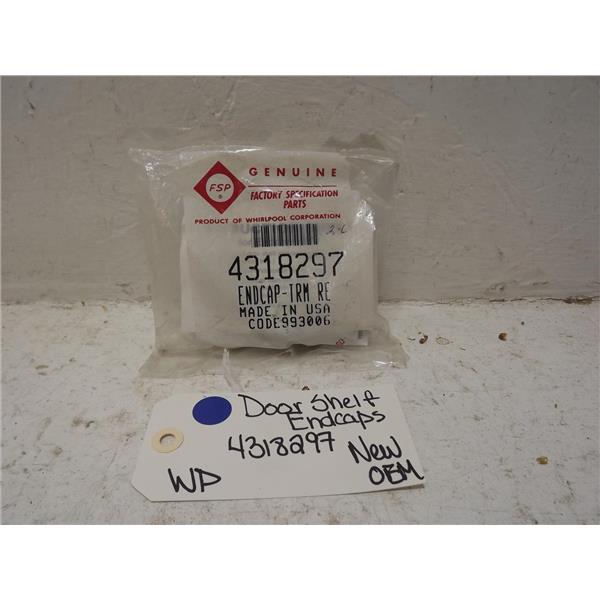 GENUINE
FSP
®
FACTORY SPECIFICATION
PARTS
PRODUCT OF WHIRLPOOL CORPORATION
4318297
ENDCAP-TRM RE
MADE IN USA
CODE993006
Door Shelf
Endcaps
4318297 New
WP OEM